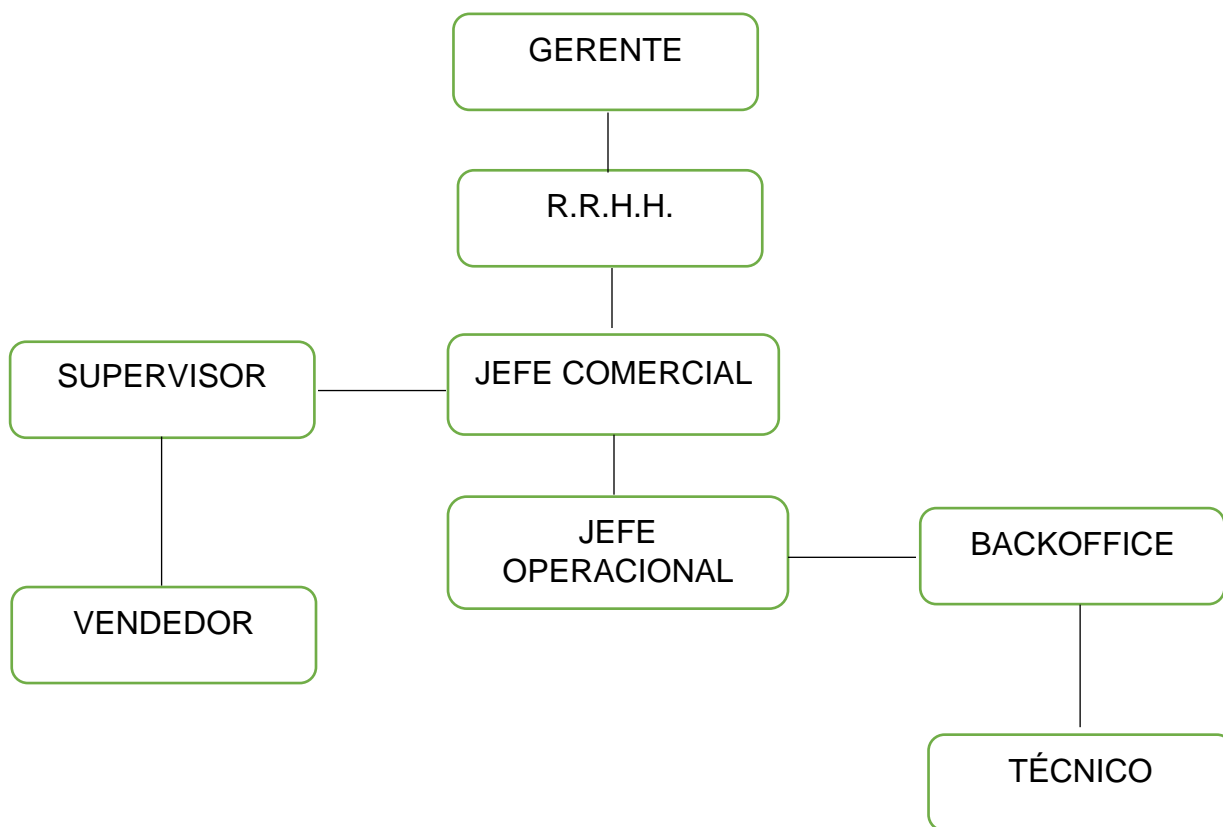 GERENTE
R.R.H.H.
SUPERVISOR
JEFE COMERCIAL
JEFE
OPERACIONAL
BACKOFFICE
VENDEDOR
TÉCNICO